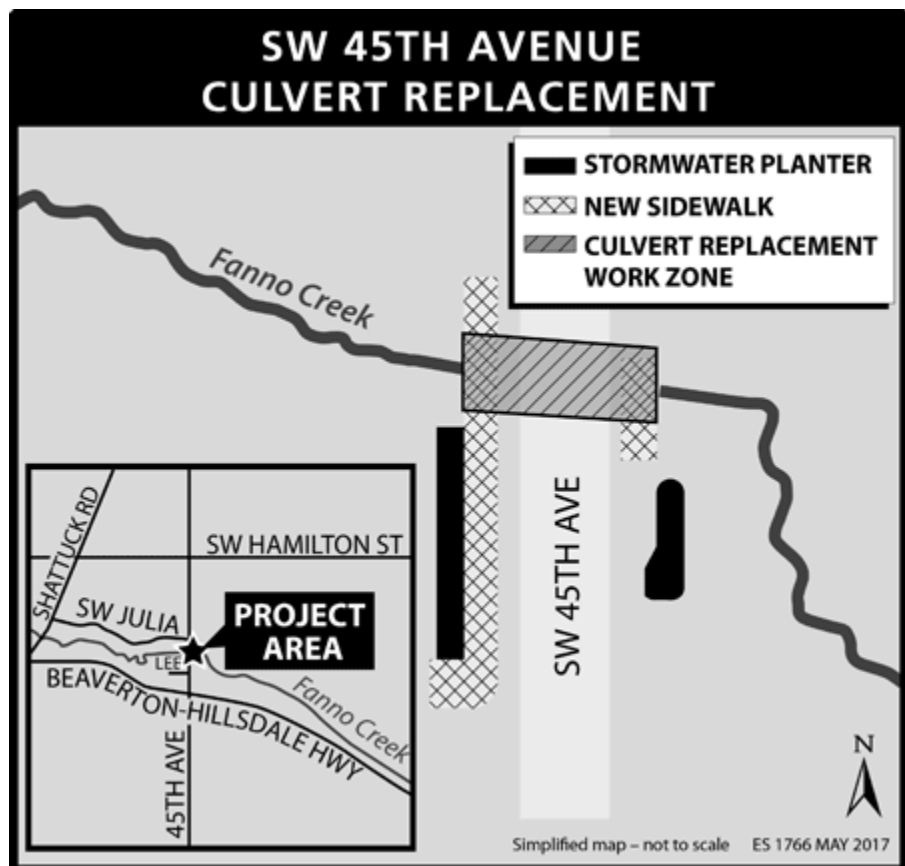 SW 45TH AVENUE
CULVERT REPLACEMENT
STORMWATER PLANTER
NEW SIDEWALK
CULVERT REPLACEMENT
WORK ZONE
Fanno Creek
SW 45TH AVE
SHATTUCK RD
SW HAMILTON ST
SW JULIA
PROJECT
AREA
LEE
Fanno Creek
BEAVERTON-HILLSDALE HWY
45TH AVE
N
Simplified map – not to scale ES 1766 MAY 2017